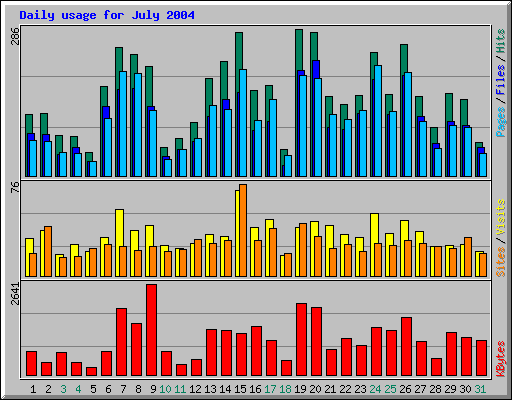 Daily usage for July 2004
286
Pages / Files / Hits
76
Sites / Visits
2641
KBytes
1 2 3 4 5 6 7 8 9 10 11 12 13 14 15 16 17 18 19 20 21 22 23 24 25 26 27 28 29 30 31